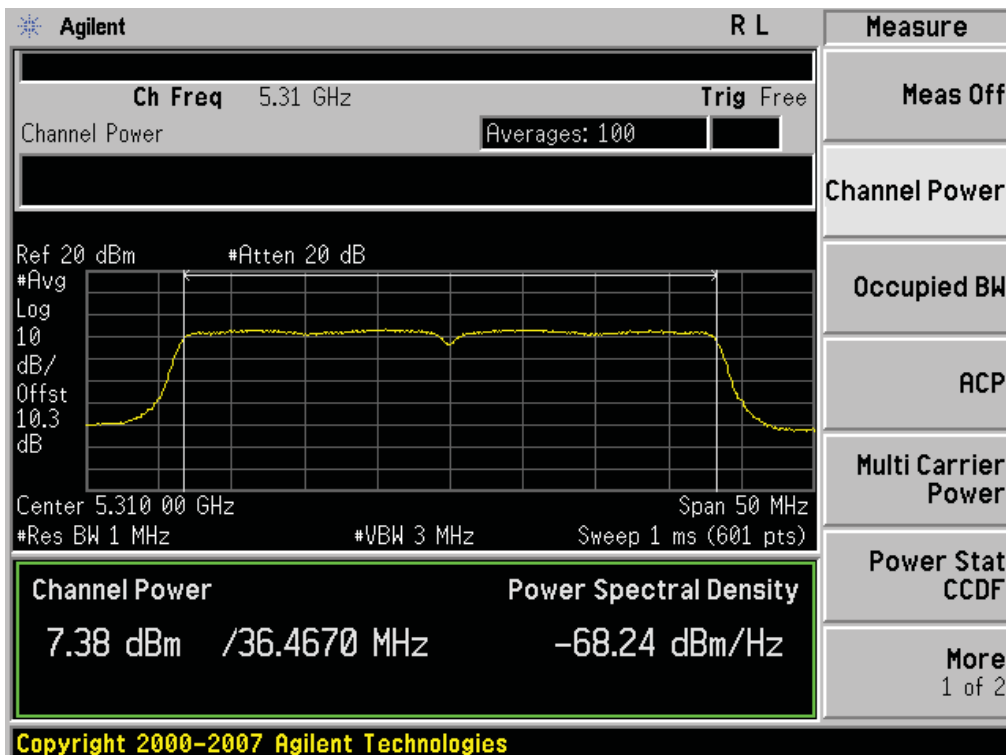 Agilent
R L
Measure
Ch Freq 5.31 GHz
Trig Free
Channel Power
Averages: 100
Meas Off
Channel Power
Occupied BW
ACP
Multi Carrier
Power
Power Stat
CCDF
More
1 of 2
Ref 20 dBm #Atten 20 dB
#Avg
Log
10
dB/
Offst
10.3
dB
Center 5.310 00 GHz Span 50 MHz
#Res BW 1 MHz #VBW 3 MHz Sweep 1 ms (601 pts)
Channel Power Power Spectral Density
7.38 dBm /36.4670 MHz -68.24 dBm/Hz
Copyright 2000-2007 Agilent Technologies